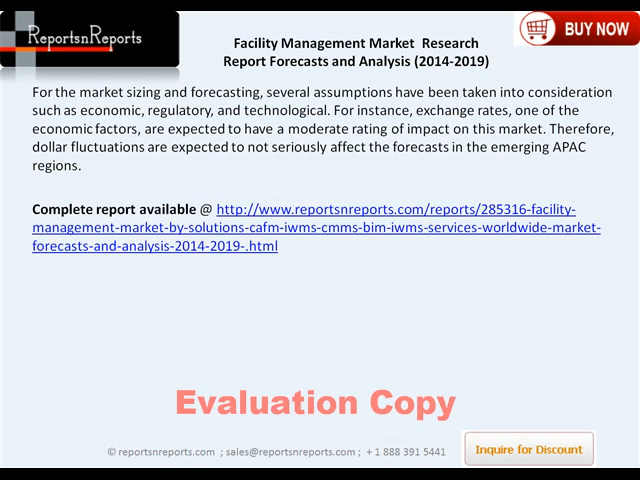 ReportsnReports
Facility Management Market Research
Report Forecasts and Analysis (2014-2019)
BUY NOW
For the market sizing and forecasting, several assumptions have been taken into consideration
such as economic, regulatory, and technological. For instance, exchange rates, one of the
economic factors, are expected to have a moderate rating of impact on this market. Therefore,
dollar fluctuations are expected to not seriously affect the forecasts in the emerging APAC
regions.
Complete report available @ http://www.reportsnreports.com/reports/285316-facility-
management-market-by-solutions-cafm-iwms-cmms-bim-iwms-services-worldwide-market-
forecasts-and-analysis-2014-2019-.html
Evaluation Copy
© reportsnreports.com ; sales@reportsnreports.com ; + 1 888 391 5441
Inquire for Discount